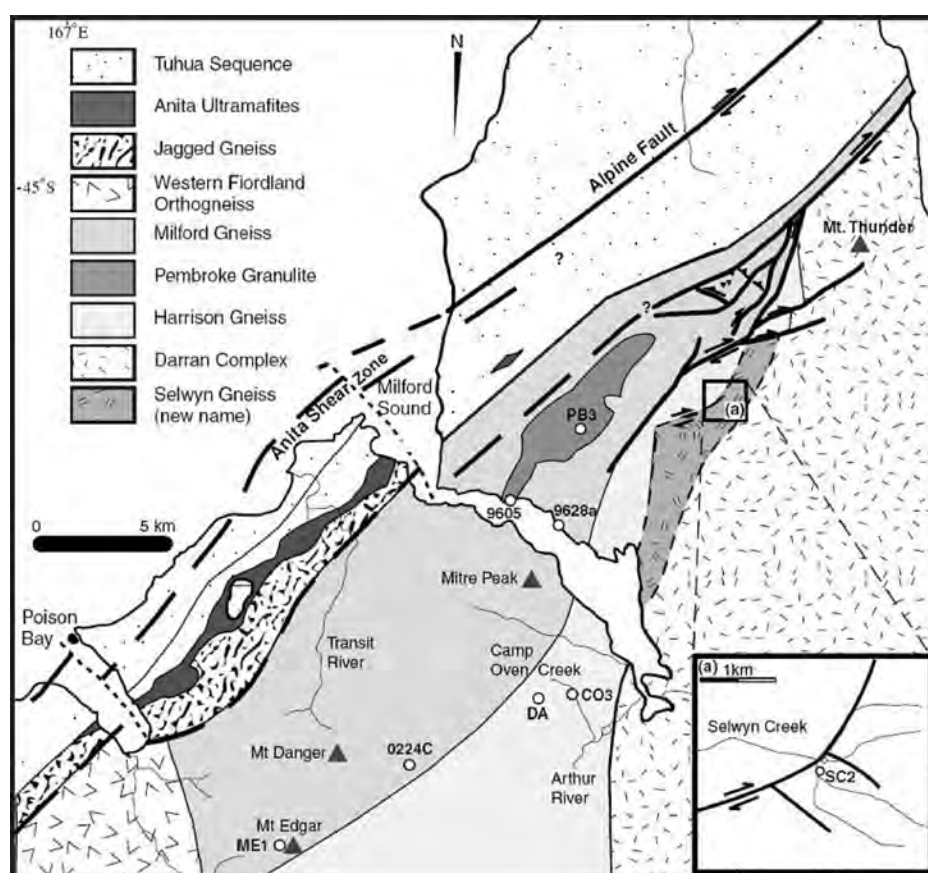 167°E
N
Tuhua Sequence
Anita Ultramafites
Jagged Gneiss
-45°S
Western Fiordland
Orthogneiss
Milford Gneiss
Pembroke Granulite
Harrison Gneiss
Darran Complex
Selwyn Gneiss
(new name)
Alpine Fault
?
Mt. Thunder
?
Anita Shear Zone
Milford
Sound
(a)
PB3
0 5 km
9605
9628a
Mitre Peak
Poison
Bay
Transit
River
Camp
Oven Creek
CO3
DA
Mt Danger
0224C
Arthur
River
Mt Edgar
ME1
(a)
1km
Selwyn Creek
SC2